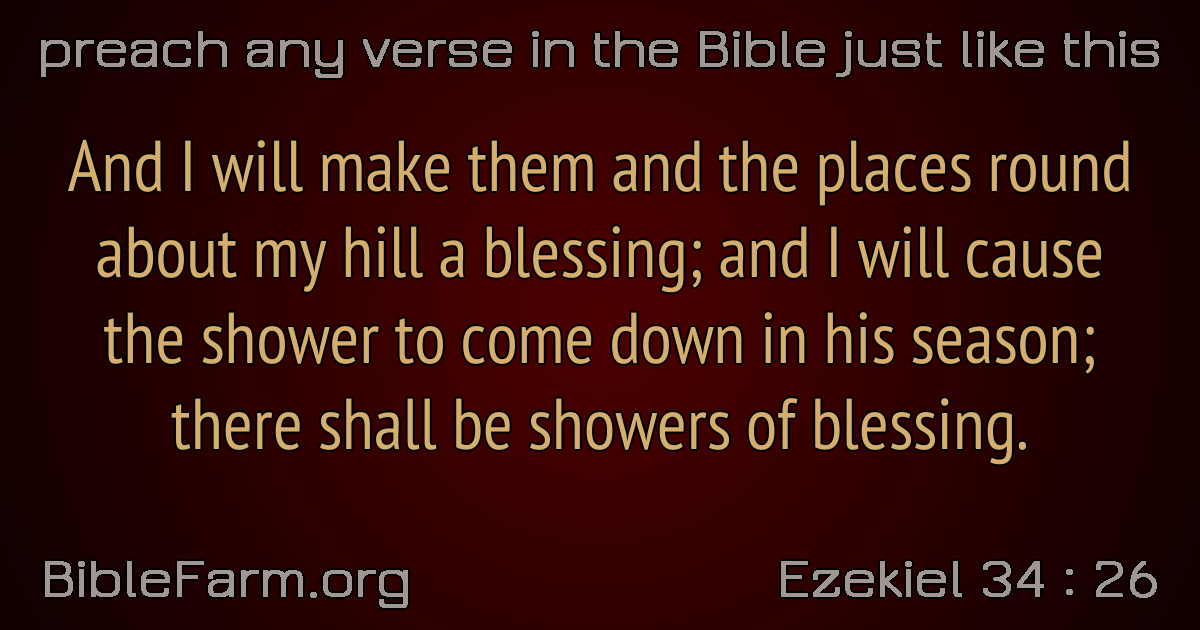 preach any verse in the Bible just like this
And I will make them and the places round
about my hill a blessing; and I will cause
the shower to come down in his season;
there shall be showers of blessing.
BibleFarm.org
Ezekiel 34 : 26